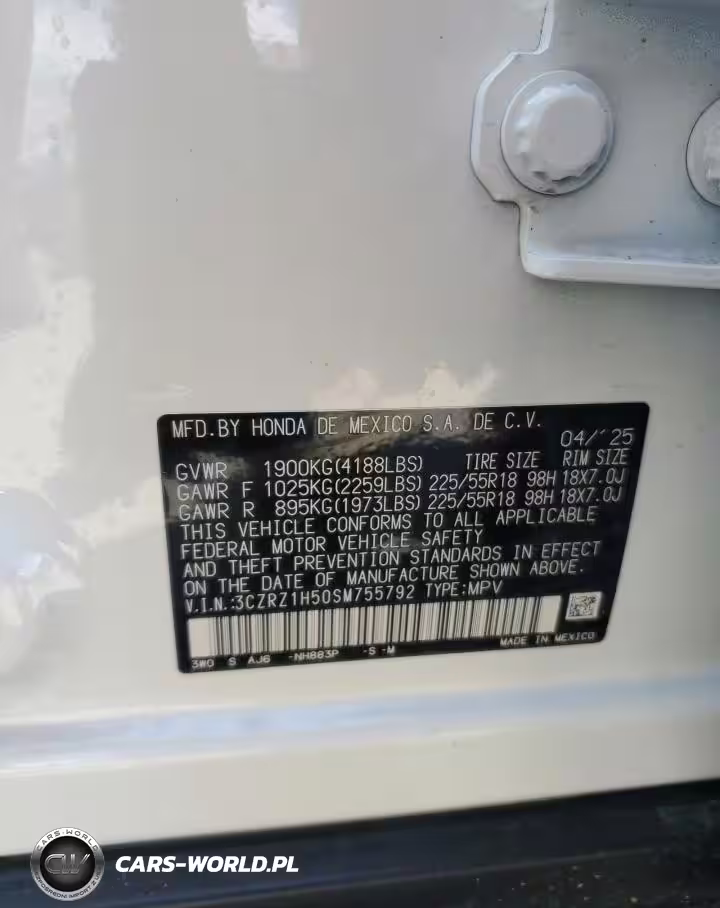 MFD.BY HONDA DE MEXICO S.A. DE C.V.
04/'25
GVWR 1900KG(4188LBS) TIRE SIZE RIM SIZE
GAWR F 1025KG(2259LBS) 225/55R18 98H 18X7.0J
GAWR R 895KG(1973LBS) 225/55R18 98H 18X7.0J
THIS VEHICLE CONFORMS TO ALL APPLICABLE
FEDERAL MOTOR VEHICLE SAFETY
AND THEFT PREVENTION STANDARDS IN EFFECT
ON THE DATE OF MANUFACTURE SHOWN ABOVE.
V.I.N.:3CZRZ1H50SM755792 TYPE:MPV
3W0 S AJ6 -NH883P -S -M MADE IN MEXICO
CARS-WORLD
CW
CARS-WORLD.PL